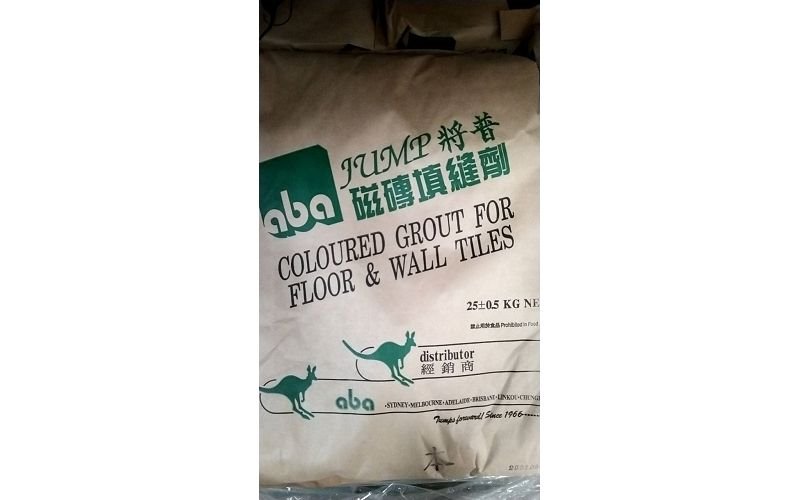 JUMP 將普
aba 磁磚填縫劑
COLOURED GROUT FOR
FLOOR & WALL TILES
25±0.5 KG NE
禁止用於食品 Prohibited in Food
distributor
經銷商
aba
·SYDNEY·MELBOURNE·ADELAIDE·BRISBANE·LINKOU·CHUNG
Jumps forward! Since 1966
本